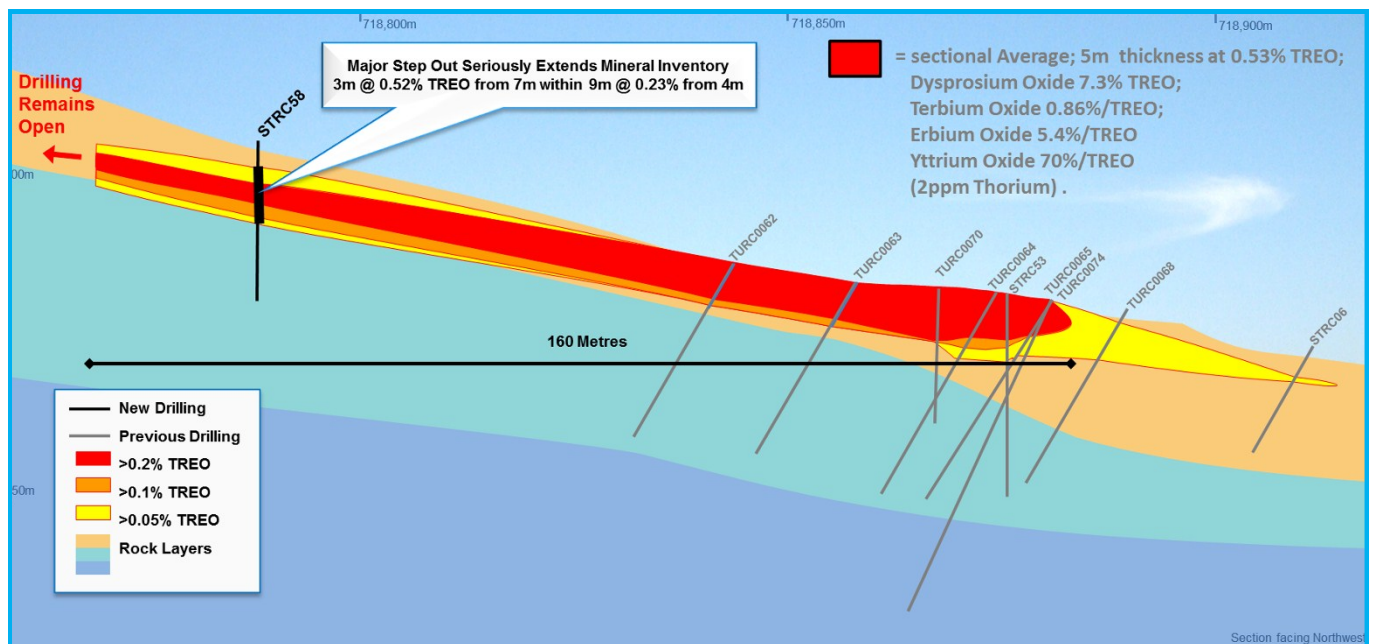 718,800m
718,850m
718,900m
Major Step Out Seriously Extends Mineral Inventory
3m @ 0.52% TREO from 7m within 9m @ 0.23% from 4m
= sectional Average; 5m thickness at 0.53% TREO;
Dysprosium Oxide 7.3% TREO;
Terbium Oxide 0.86%/TREO;
Erbium Oxide 5.4%/TREO
Yttrium Oxide 70%/TREO
(2ppm Thorium) .
Drilling
Remains
Open
STRC58
00m
TURC0062
TURC0063
TURC0070
TURC0064
STRC53
TURC0065
TURC0074
TURC0068
STRC06
160 Metres
New Drilling
Previous Drilling
>0.2% TREO
>0.1% TREO
>0.05% TREO
Rock Layers
50m
Section facing Northwest